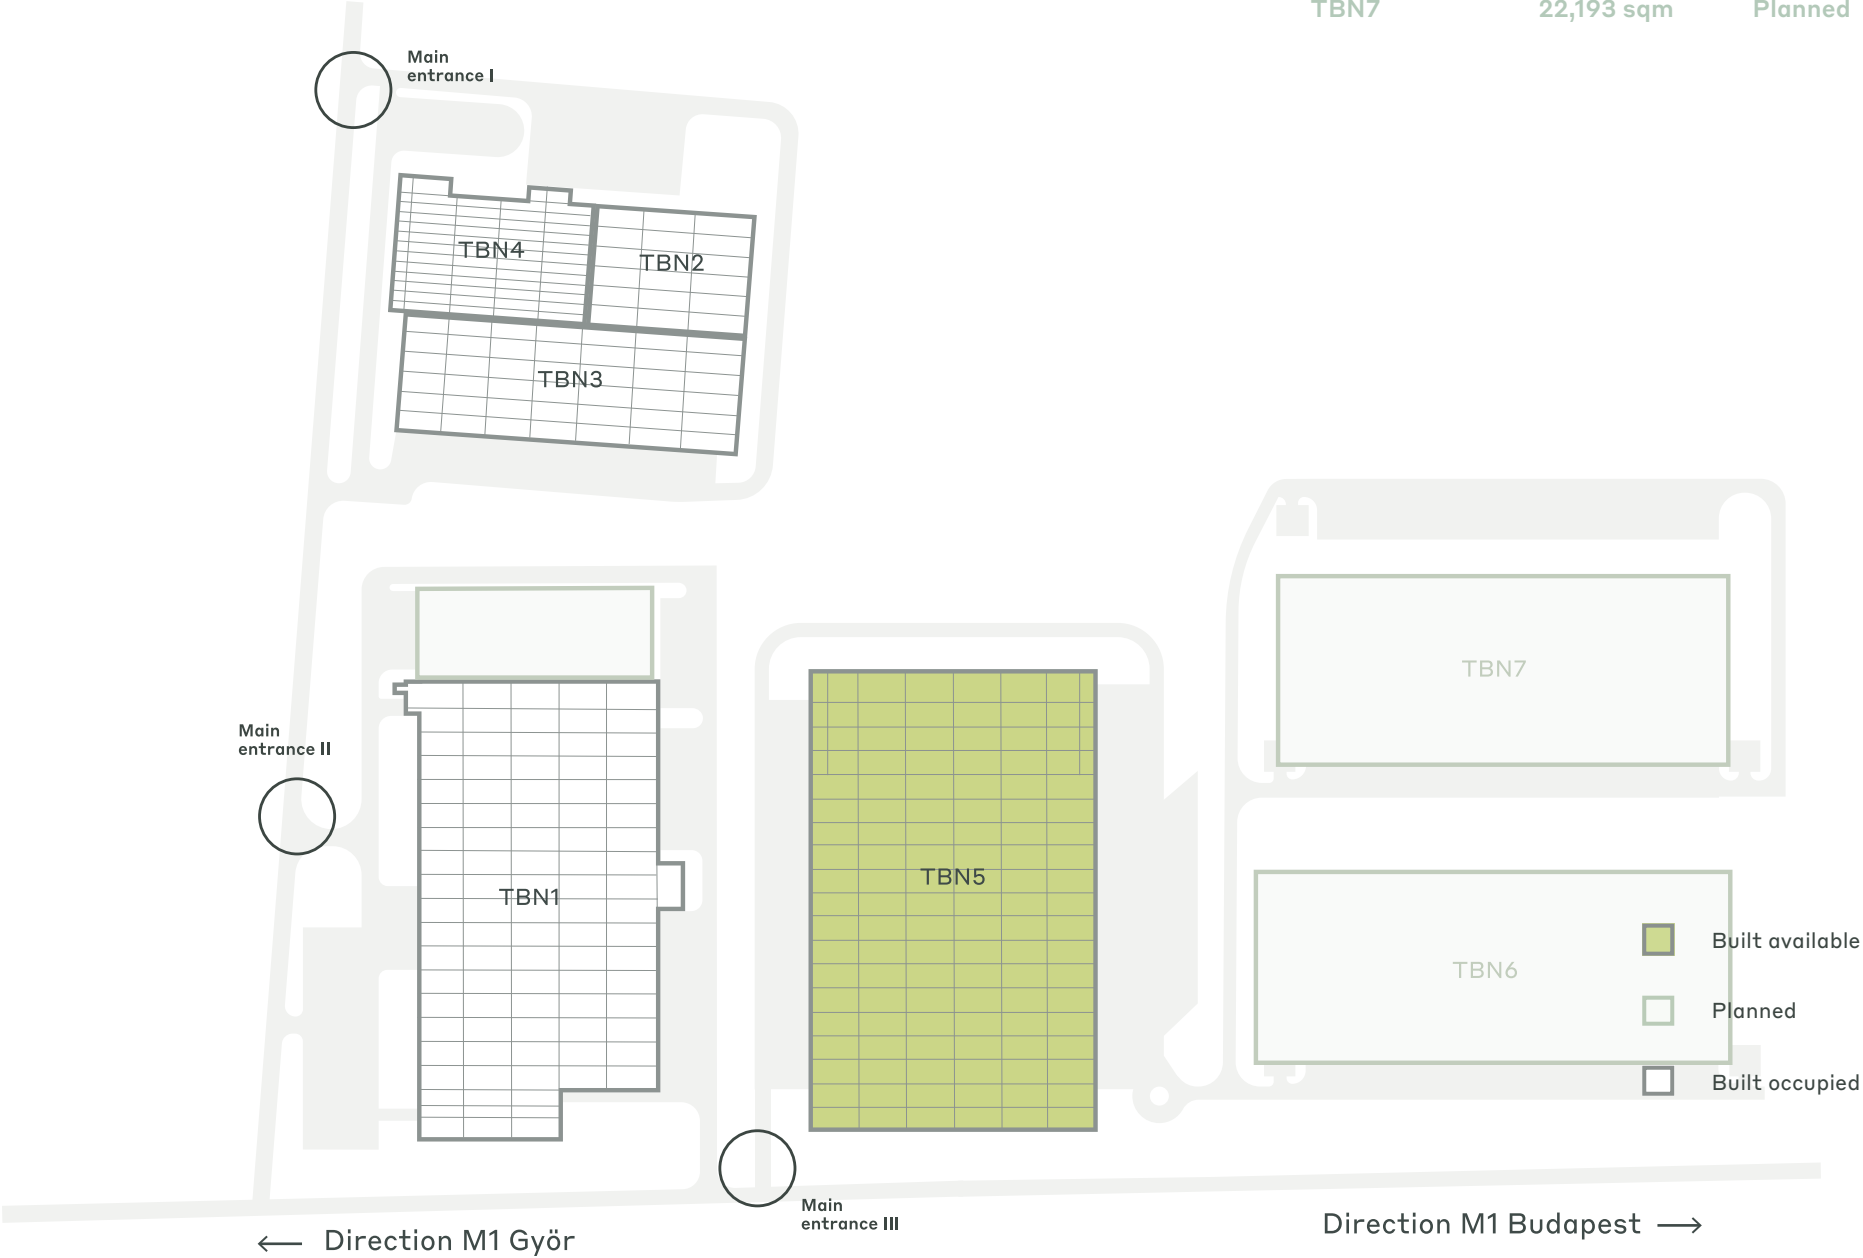 TBN7 22,193 sqm Planned
Main
entrance I
TBN4
TBN2
TBN3
TBN7
Main
entrance II
TBN5
TBN1
Built available
TBN6
Planned
Built occupied
Main
entrance III
Direction M1 Budapest →
← Direction M1 Györ